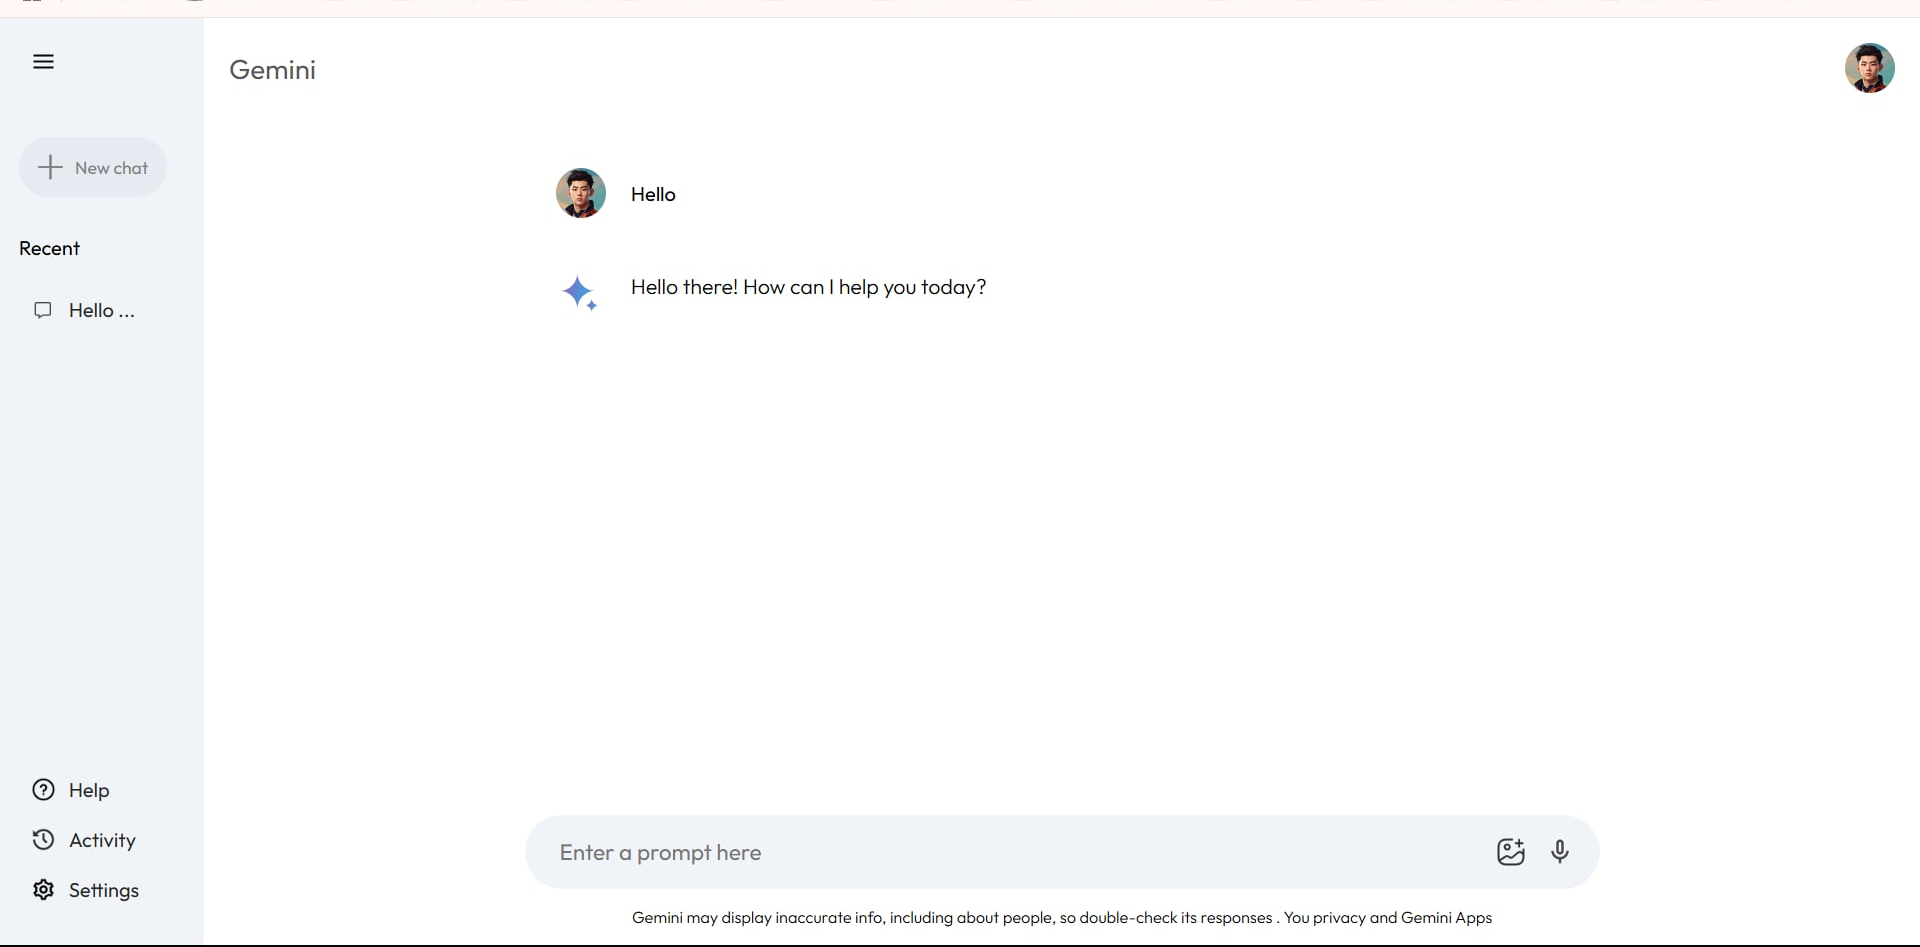 Gemini
New chat
Recent
Hello ...
Help
Activity
Settings
Hello
Hello there! How can I help you today?
Enter a prompt here
Gemini may display inaccurate info, including about people, so double-check its responses . You privacy and Gemini Apps